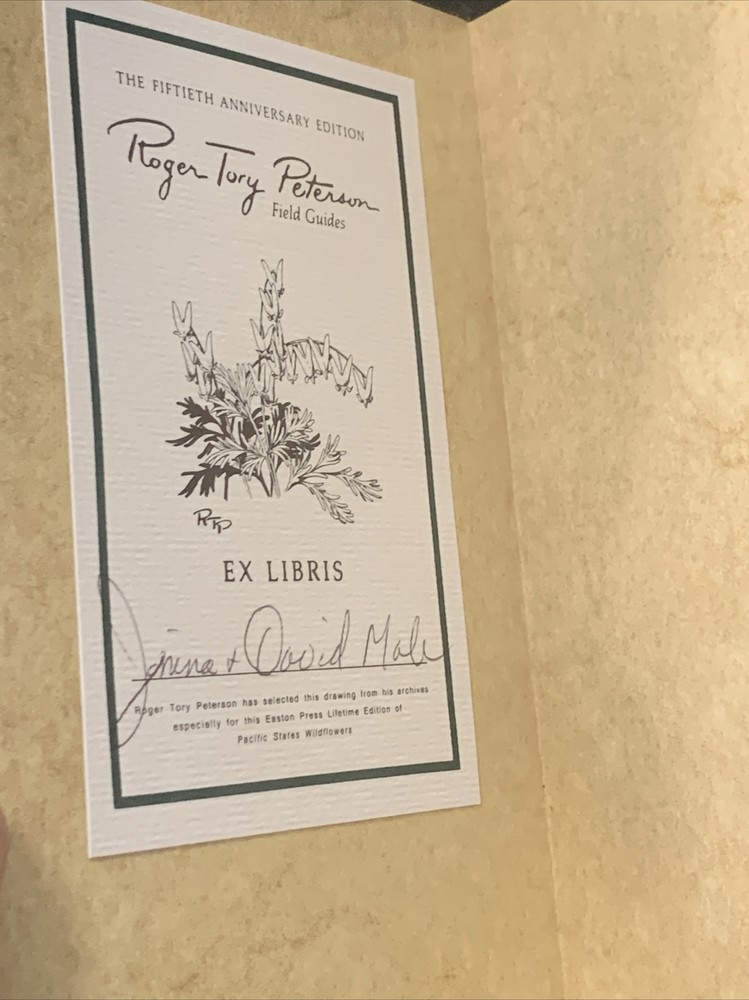 THE FIFTIETH ANNIVERSARY EDITION
Roger Tory Peterson
Field Guides
RTP
EX LIBRIS
+ David
Roger Tory Peterson has selected this drawing from his archives
especially for this Easton Press Lifetime Edition of
Pacific States Wildflowers